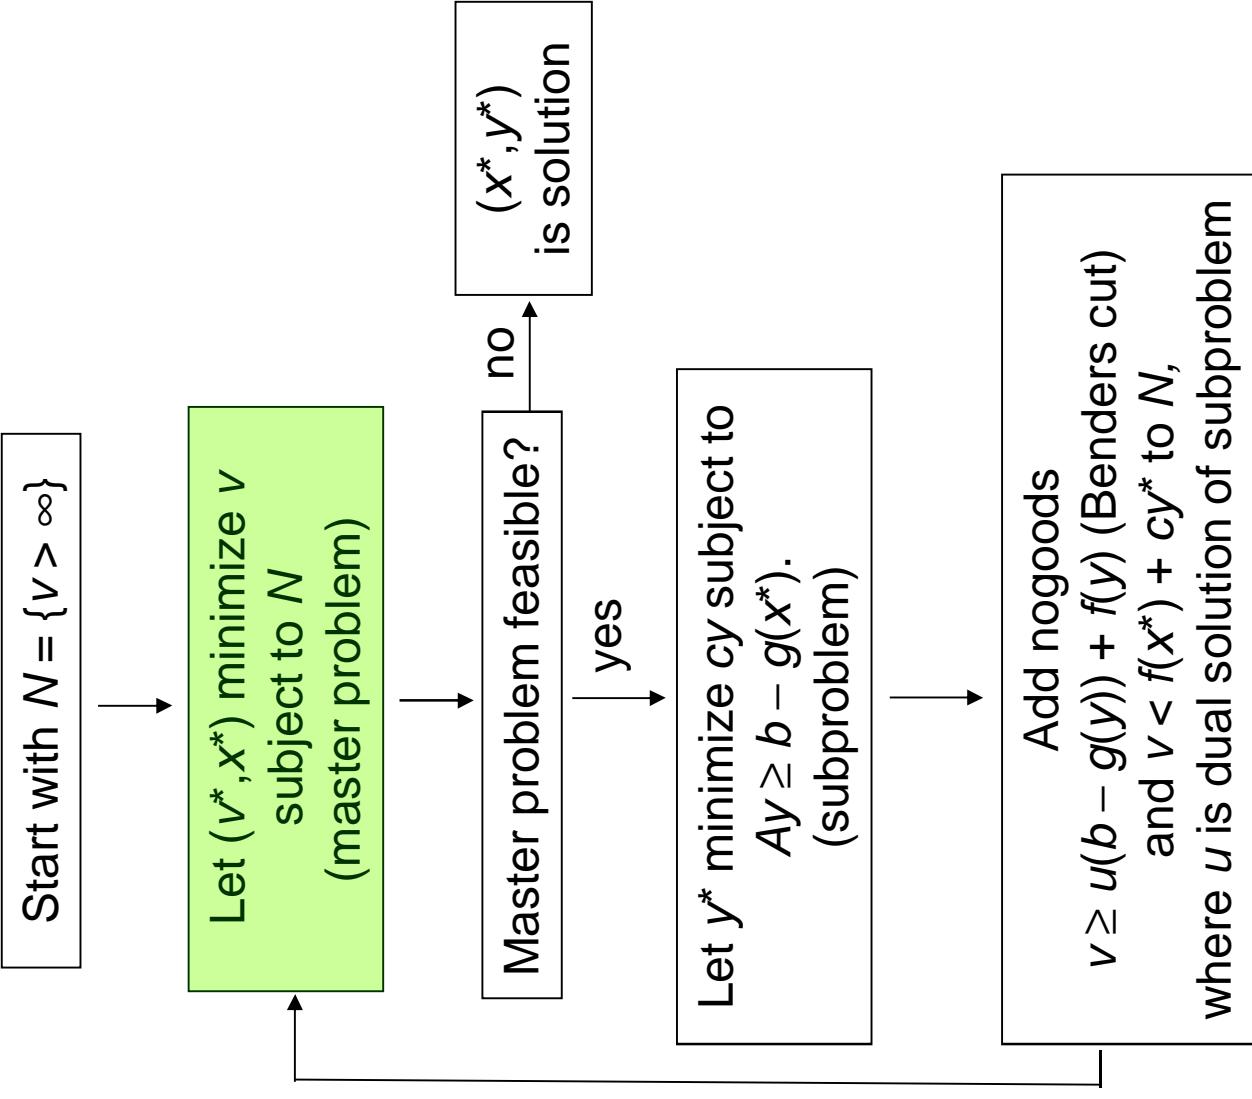 Start with N = {v > ∞}
Let (v*,x*) minimize v
subject to N
(master problem)
Master problem feasible?
no
(x*,y*)
is solution
yes
Let y* minimize cy subject to
Ay ≥ b – g(x*).
(subproblem)
Add nogoods
v ≥ u(b – g(y)) + f(y) (Benders cut)
and v < f(x*) + cy* to N,
where u is dual solution of subproblem